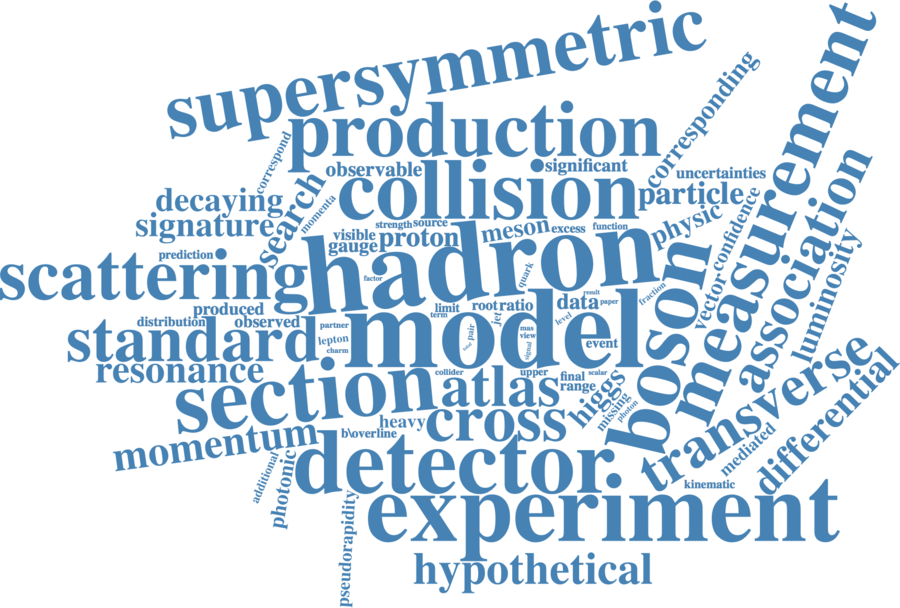 supersymmetric
production
corresponding
measurement
correspond
observable
significant
uncertainties
search
collision
particle
decaying
momenta
signature
strength
source
visible
gauge
proton
meson
excess
function
physic
confidence
association
prediction
scattering
hadron
factor
quark
boson
vector
luminosity
produced
distribution
observed
limit
term
root
ratio
data
result
paper
fraction
standard
partner
lepton
charm
model
pair
jet
mas
view
signal
level
event
total
resonance
section
collider
atlas
upper
scalar
final
range
higgs
missing
photon
transverse
differential
momentum
b\overline
heavy
cross
mediated
additional
photonic
detector
kinematic
pseudorapidity
experiment
hypothetical